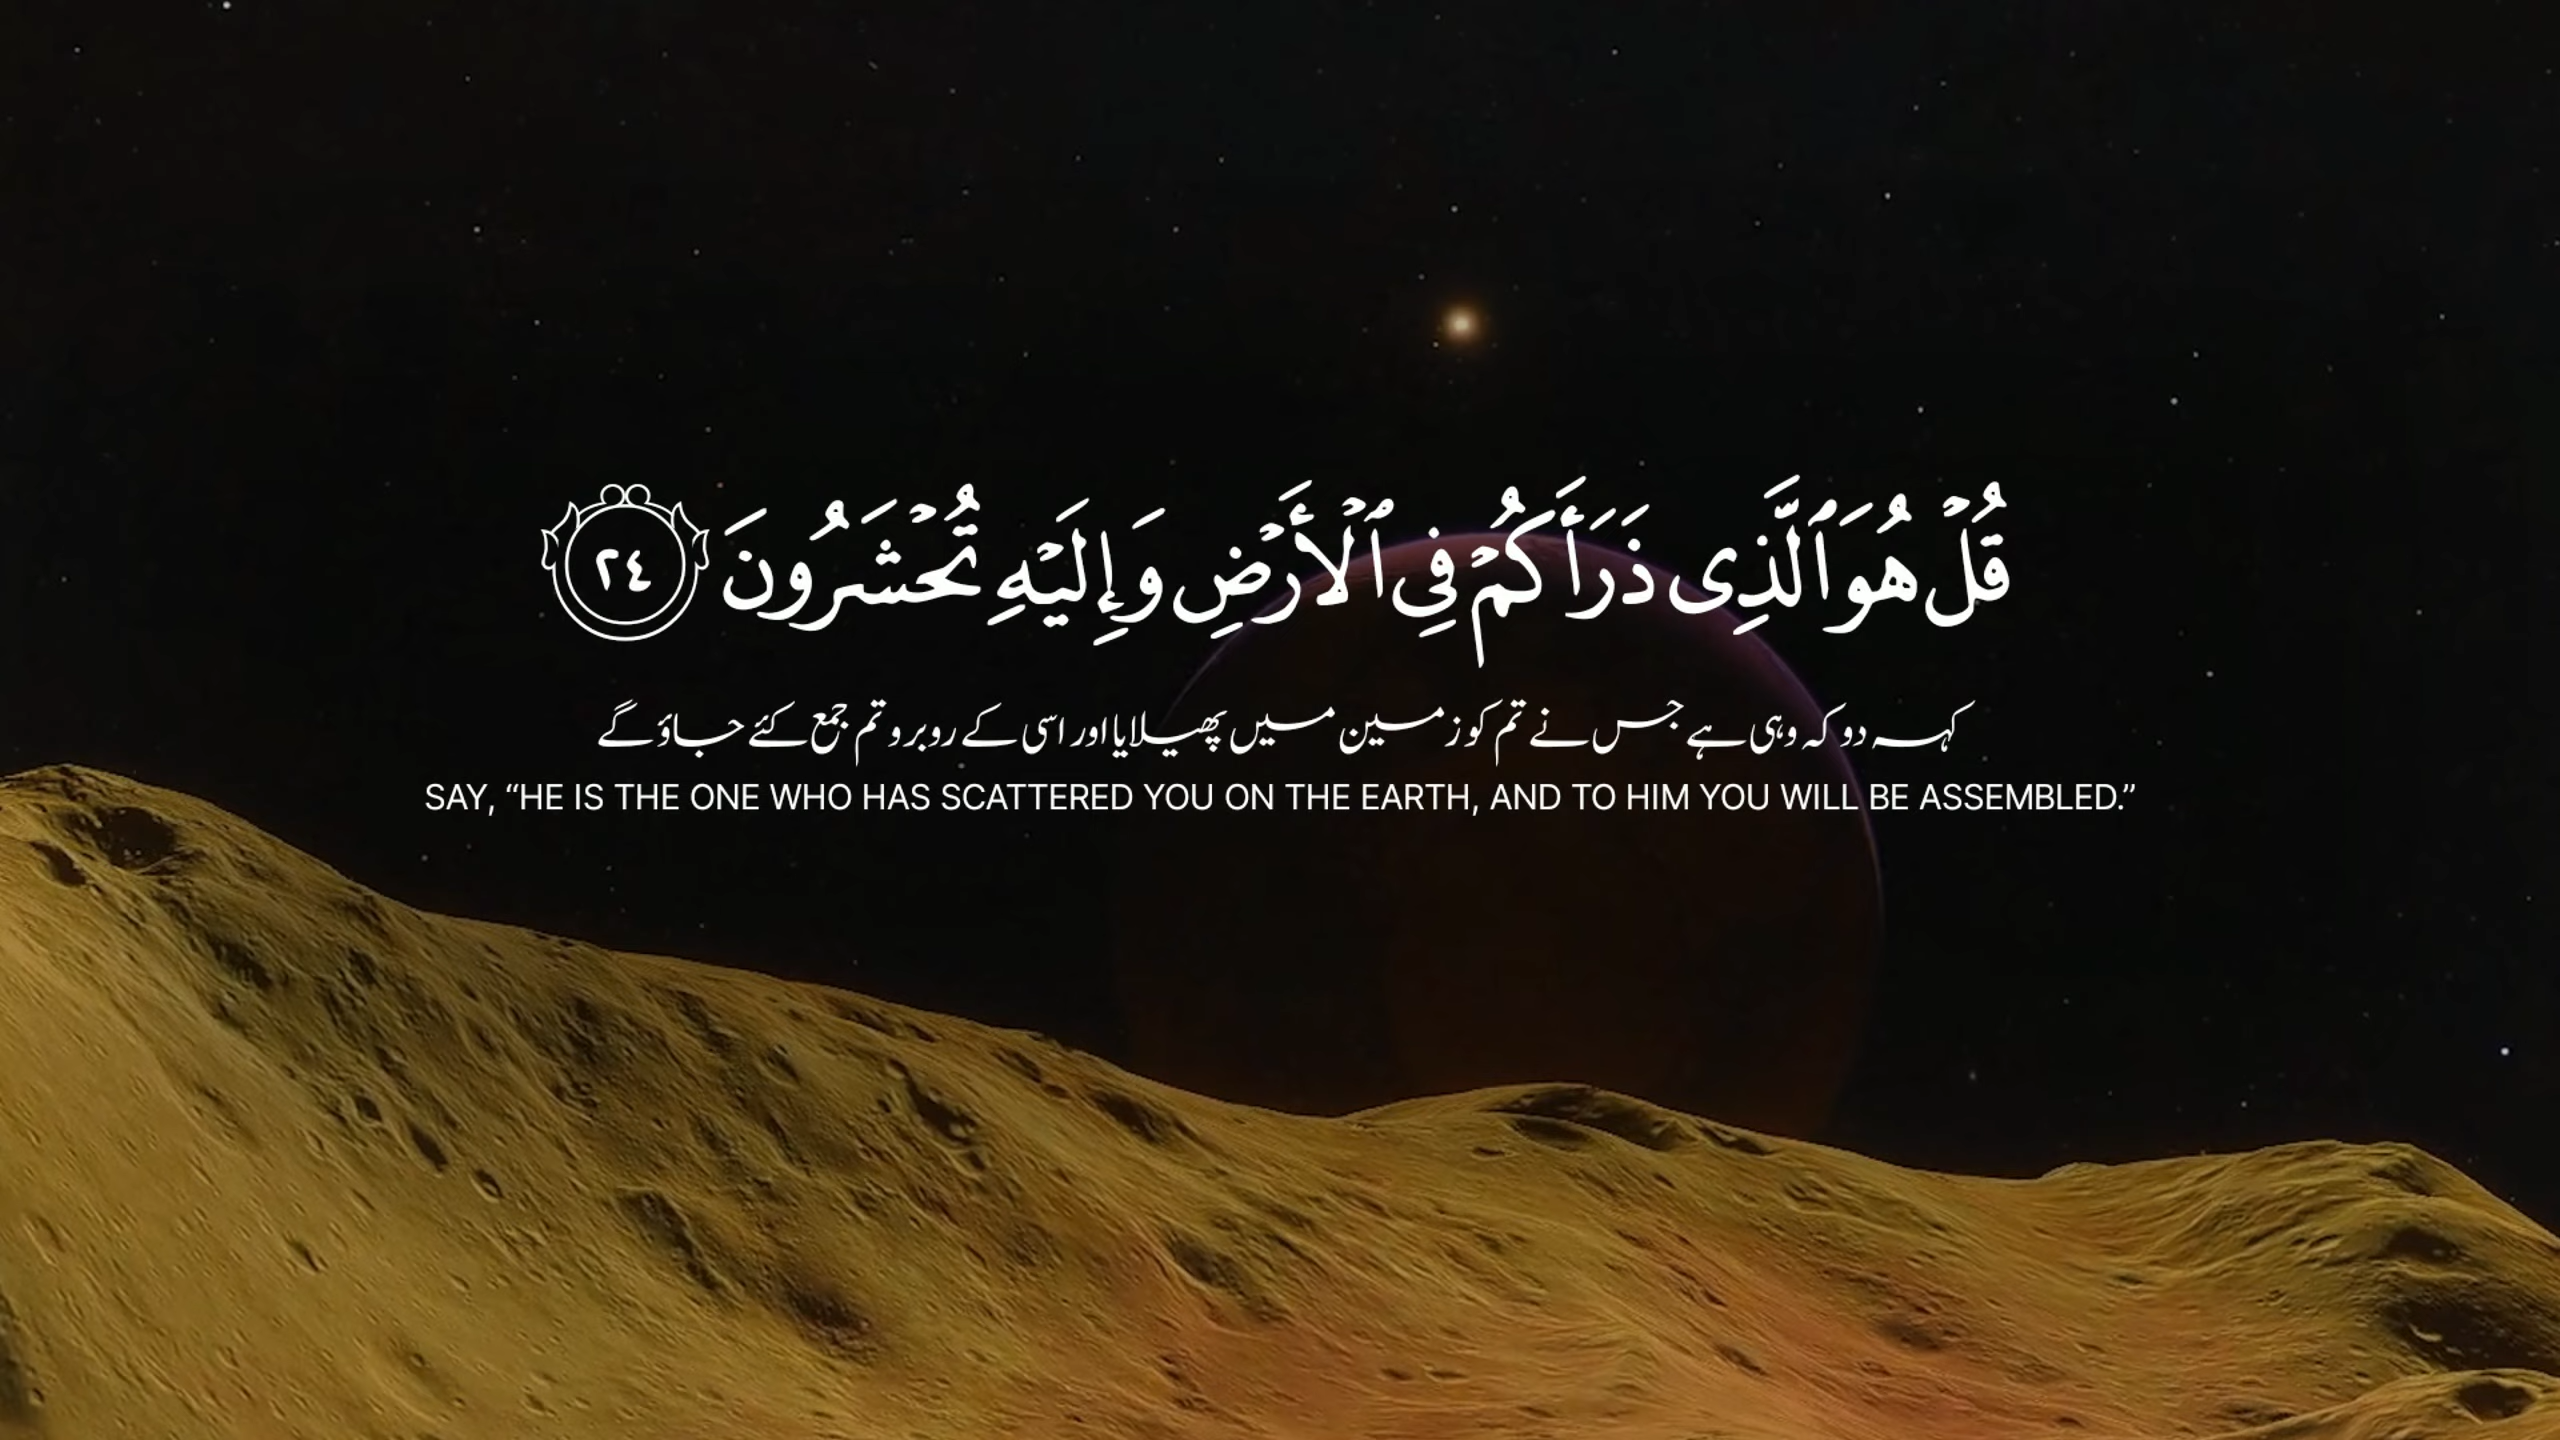 قُلْ هُوَ ٱلَّذِى ذَرَأَكُمْ فِى ٱلْأَرْضِ وَإِلَيْهِ تُحْشَرُونَ ٢٤
کہہ دو کہ وہی ہے جس نے تم کو زمین میں پھیلایا اور اسی کے روبرو تم جمع کئے جاؤ گے
SAY, “HE IS THE ONE WHO HAS SCATTERED YOU ON THE EARTH, AND TO HIM YOU WILL BE ASSEMBLED.”